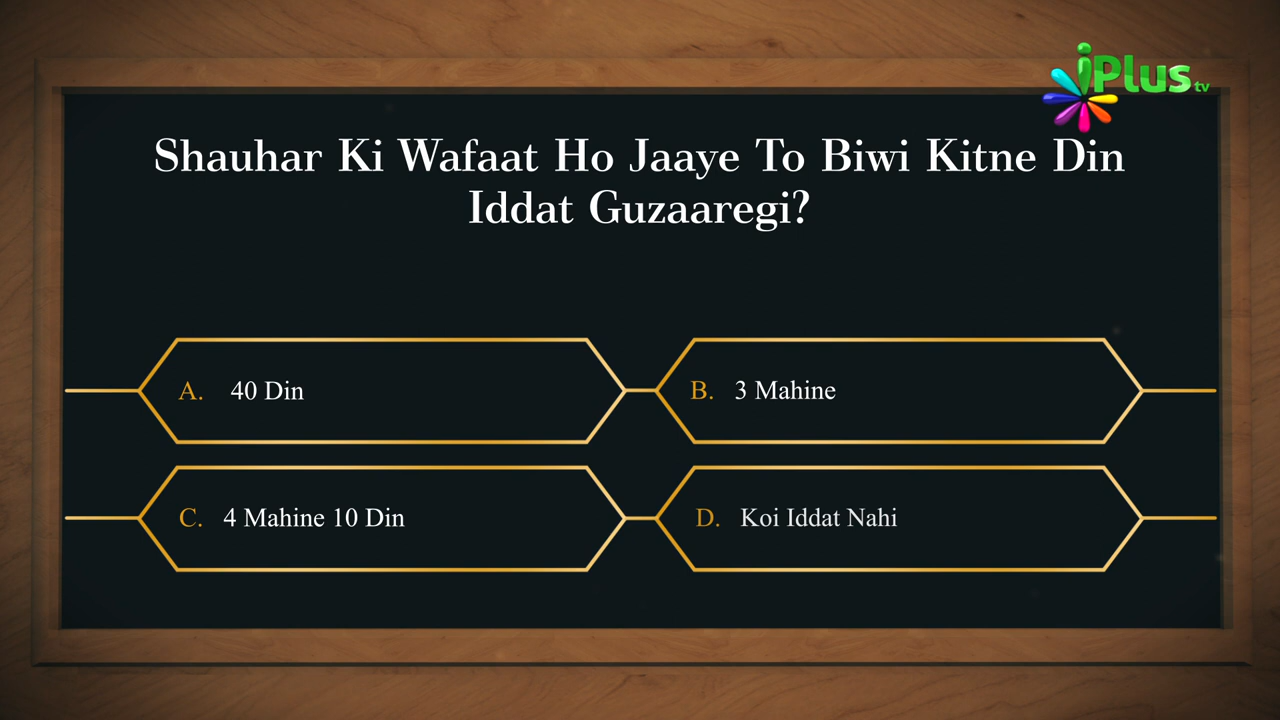 iPlus tv
Shauhar Ki Wafaat Ho Jaaye To Biwi Kitne Din
Iddat Guzaaregi?
A. 40 Din
B. 3 Mahine
C. 4 Mahine 10 Din
D. Koi Iddat Nahi